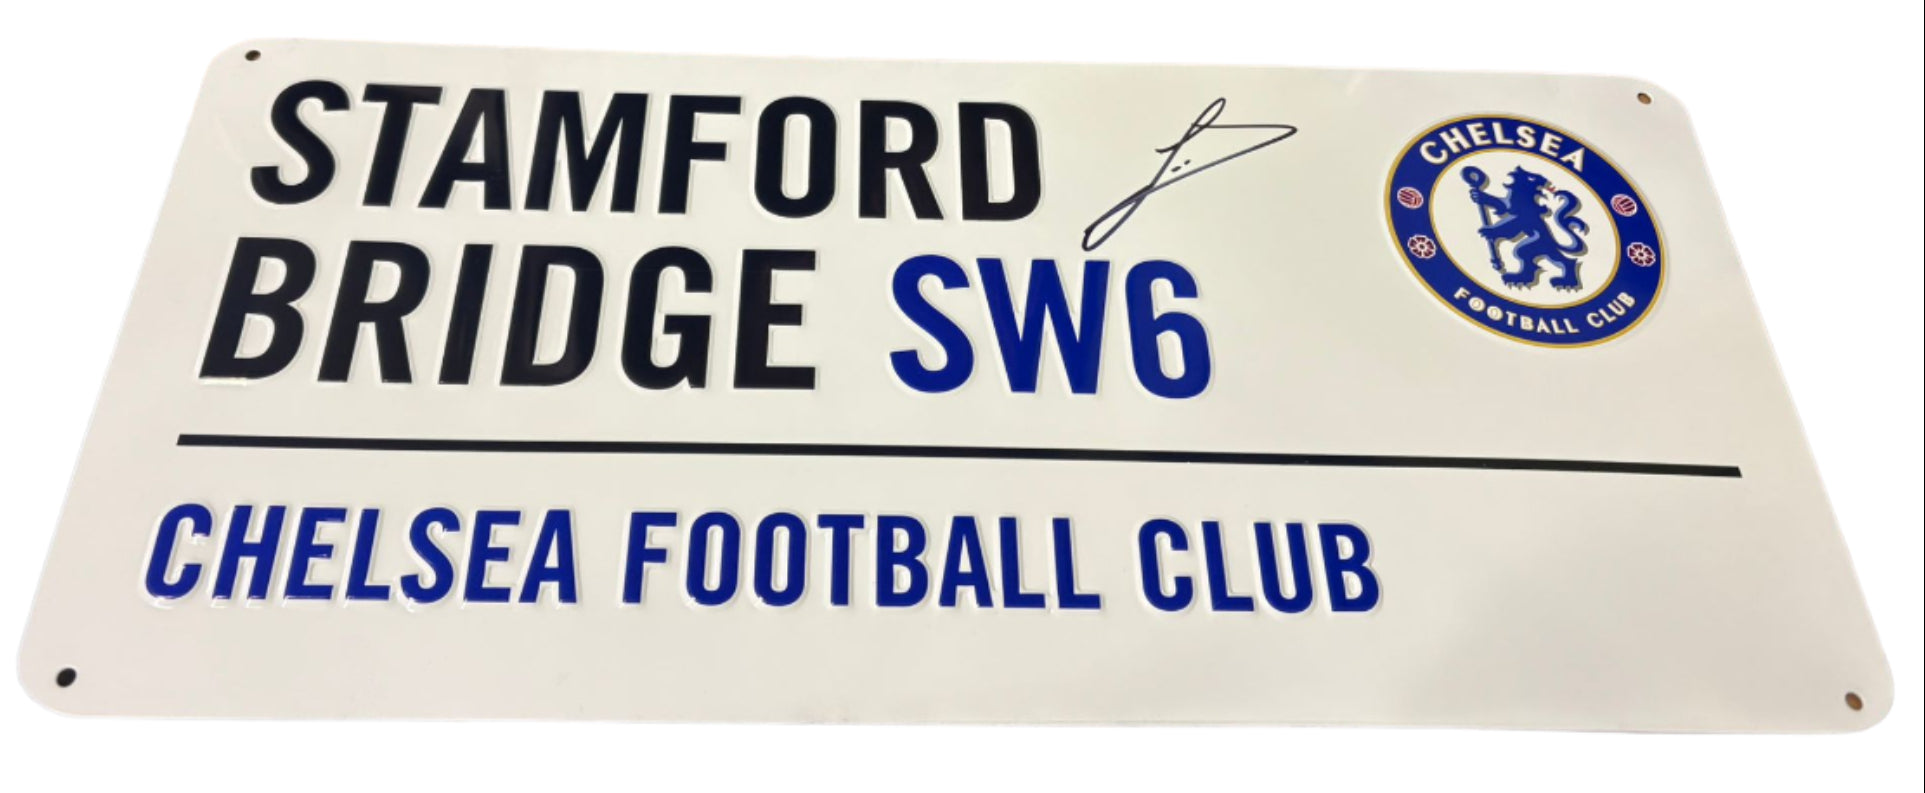 STAMFORD
BRIDGE SW6
CHELSEA
FOOTBALL CLUB
CHELSEA FOOTBALL CLUB